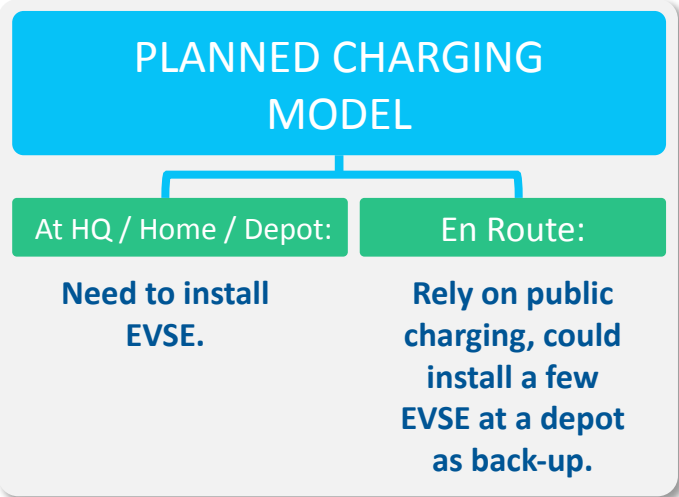 PLANNED CHARGING
MODEL
At HQ / Home / Depot:
En Route:
Need to install
EVSE.
Rely on public
charging, could
install a few
EVSE at a depot
as back-up.